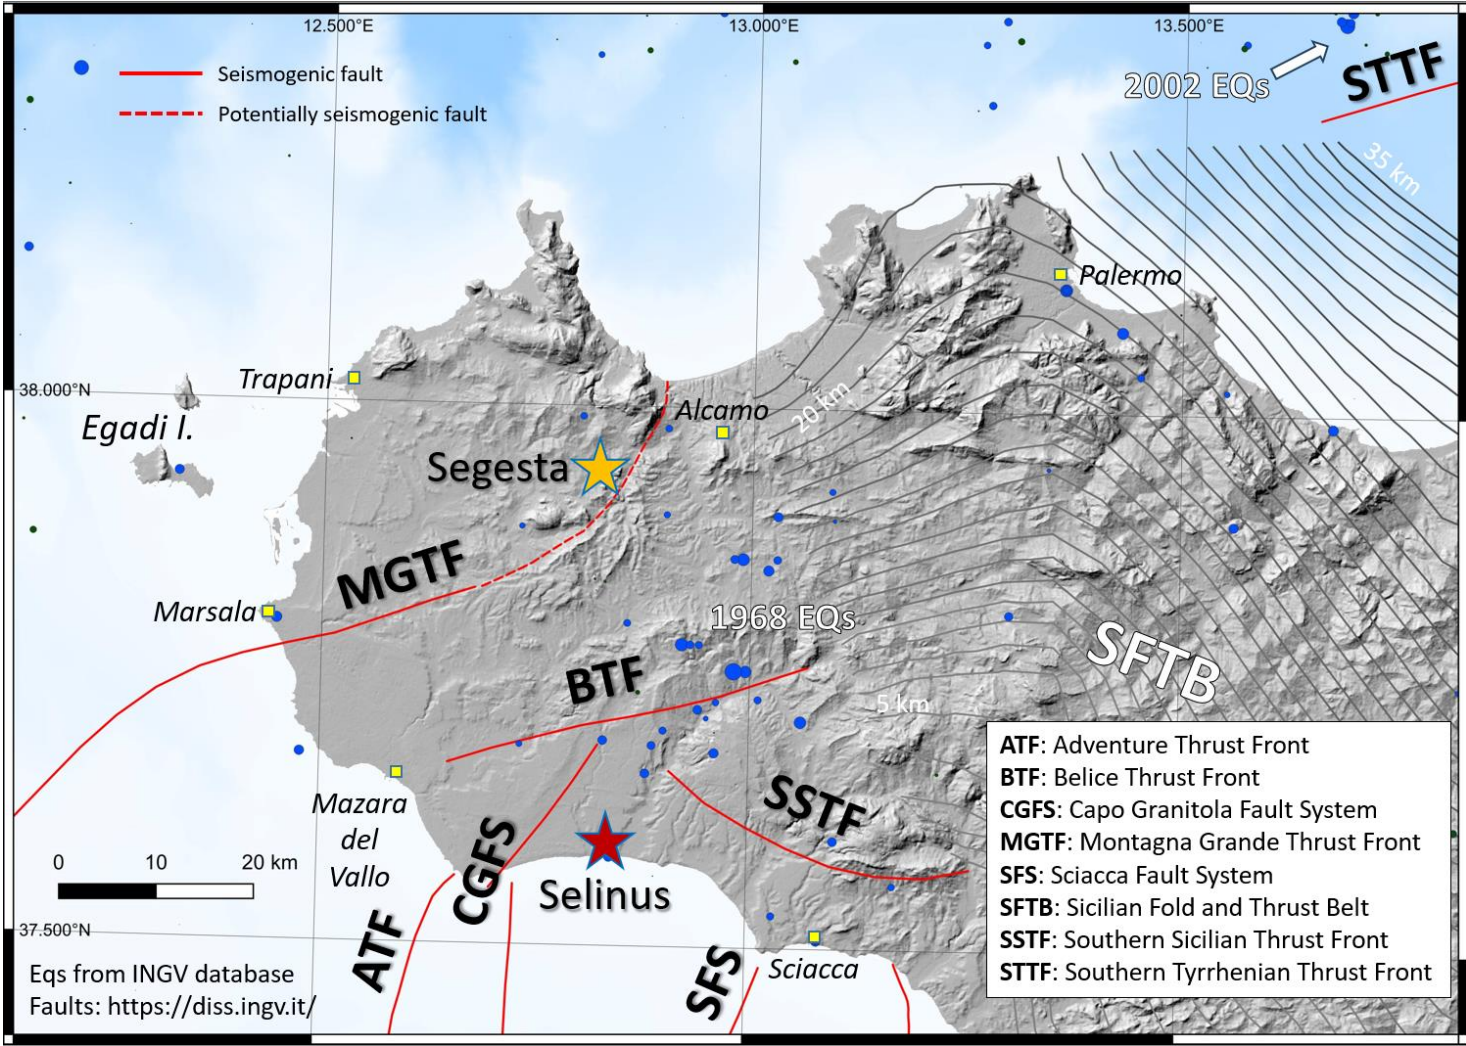 12.500°E
13.000°E
13.500°E
Seismogenic fault
Potentially seismogenic fault
2002 EQs
STTF
35 km
Palermo
Trapani
38.000°N
Egadi I.
Alcamo
20 km
Segesta
MGTF
Marsala
1968 EQs
BTF
SFTB
5 km
Mazara
del
Vallo
SSTF
CGFS
Selinus
ATF
SFS
Sciacca
37.500°N
0 10 20 km
Eqs from INGV database
Faults: https://diss.ingv.it/
ATF: Adventure Thrust Front
BTF: Belice Thrust Front
CGFS: Capo Granitola Fault System
MGTF: Montagna Grande Thrust Front
SFS: Sciacca Fault System
SFTB: Sicilian Fold and Thrust Belt
SSTF: Southern Sicilian Thrust Front
STTF: Southern Tyrrhenian Thrust Front